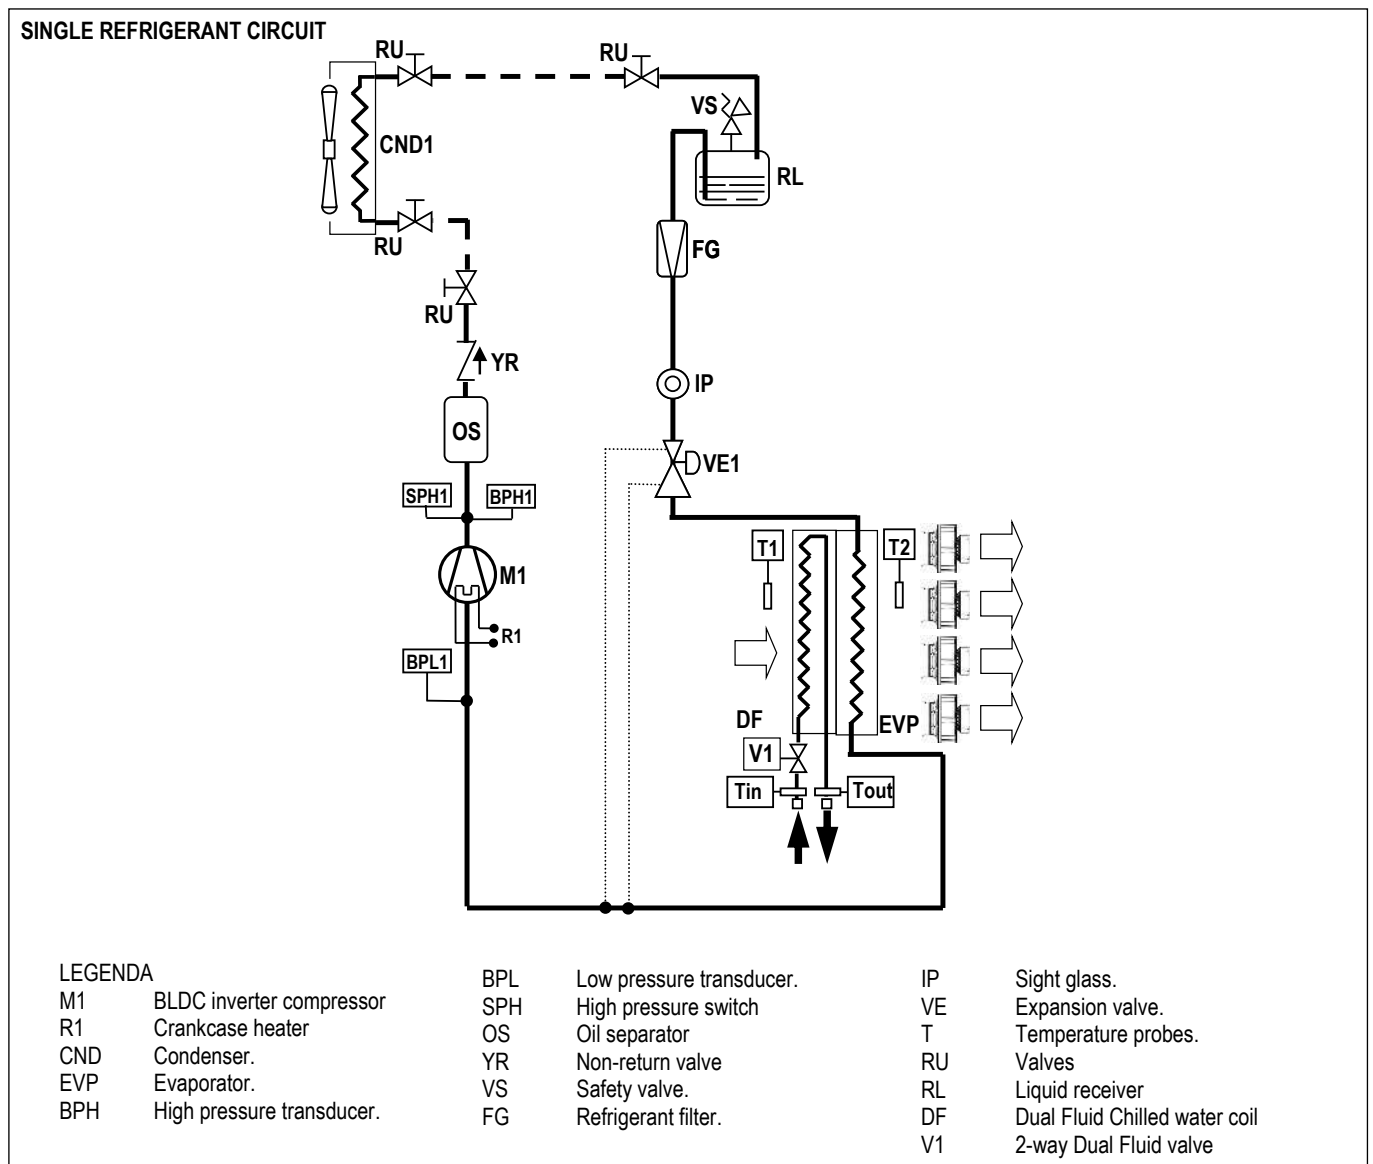 SINGLE REFRIGERANT CIRCUIT
RU
RU
VS
CND1
RL
RU
FG
RU
YR
IP
OS
VE1
SPH1
BPH1
T1
T2
M1
R1
BPL1
DF
EVP
V1
Tin
Tout
LEGENDA
M1 BLDC inverter compressor
R1 Crankcase heater
CND Condenser.
EVP Evaporator.
BPH High pressure transducer.
BPL Low pressure transducer.
SPH High pressure switch
OS Oil separator
YR Non-return valve
VS Safety valve.
FG Refrigerant filter.
IP Sight glass.
VE Expansion valve.
T Temperature probes.
RU Valves
RL Liquid receiver
DF Dual Fluid Chilled water coil
V1 2-way Dual Fluid valve